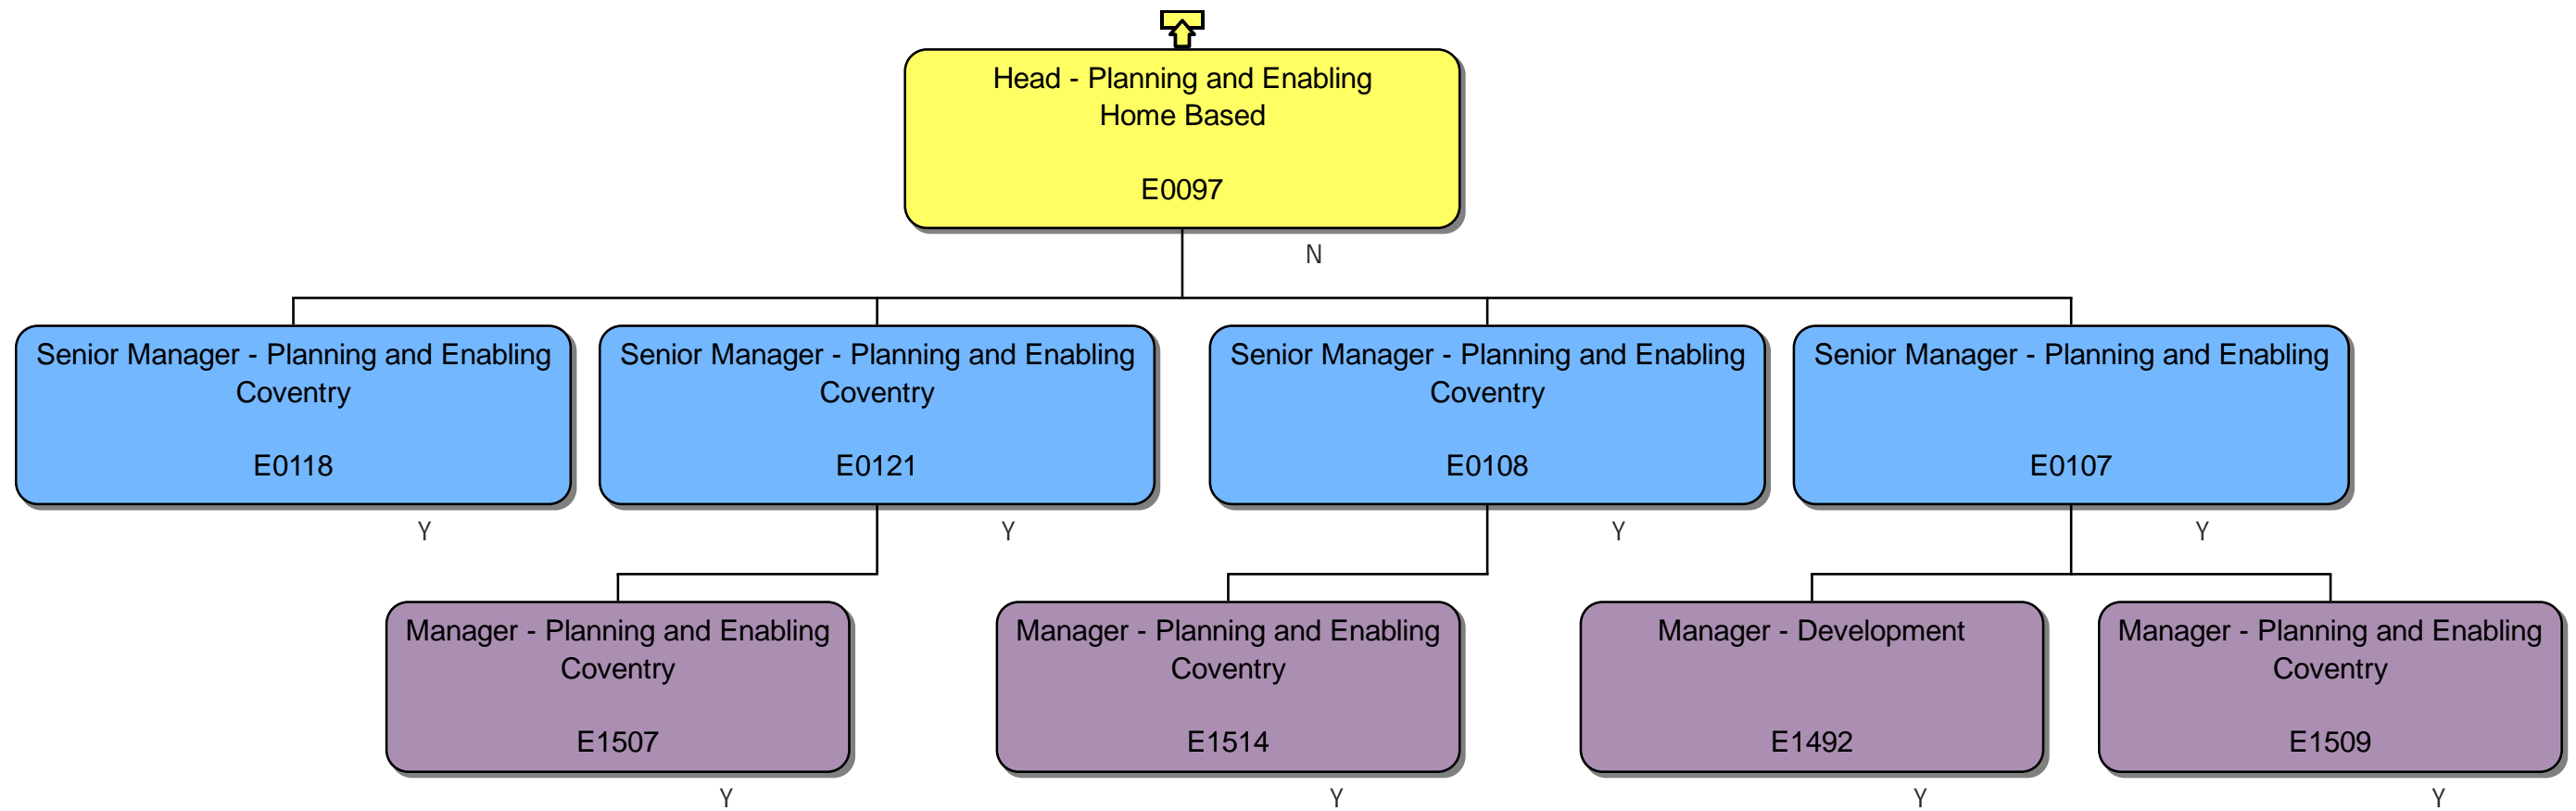 Head - Planning and Enabling
Home Based
E0097
N
Senior Manager - Planning and Enabling
Coventry
E0118
Y
Senior Manager - Planning and Enabling
Coventry
E0121
Y
Senior Manager - Planning and Enabling
Coventry
E0108
Y
Senior Manager - Planning and Enabling
E0107
Y
Manager - Planning and Enabling
Coventry
E1507
Y
Manager - Planning and Enabling
Coventry
E1514
Y
Manager - Development
E1492
Y
Manager - Planning and Enabling
Coventry
E1509
Y